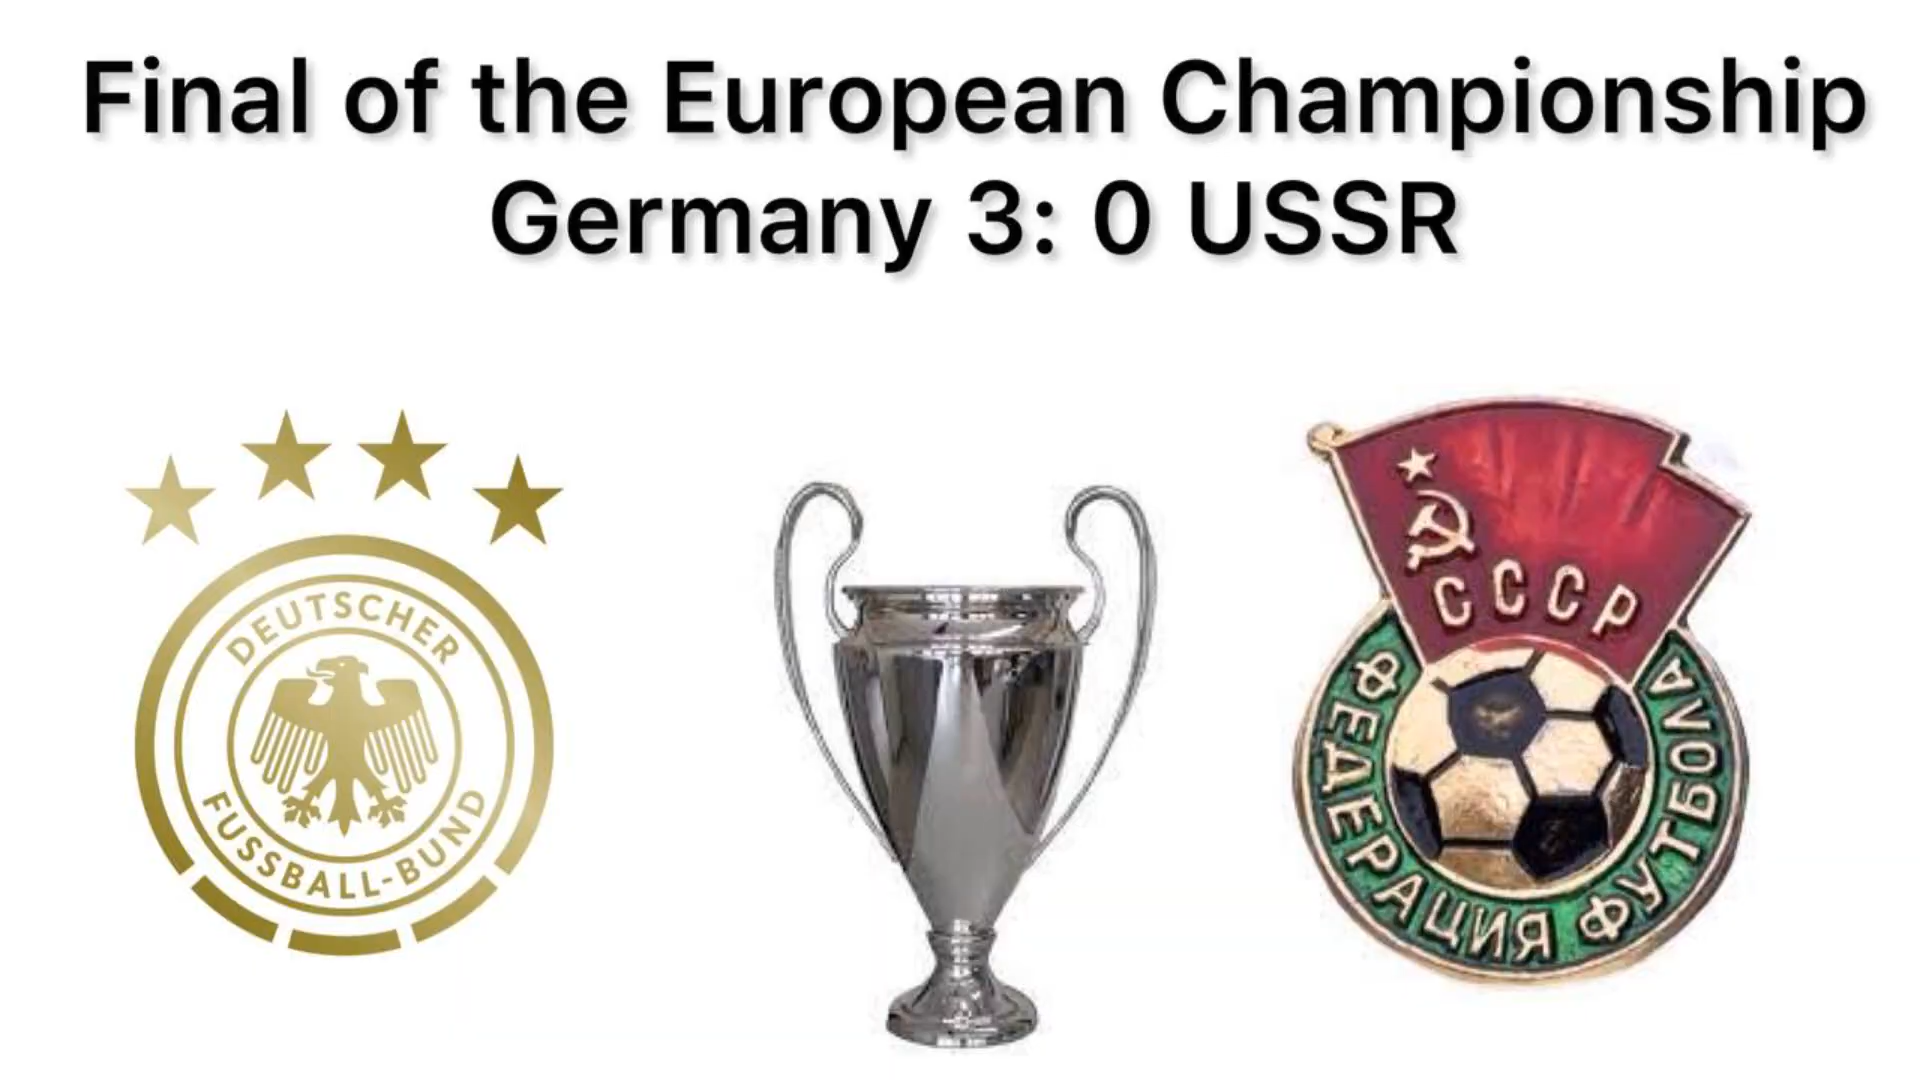 Final of the European Championship
Germany 3: 0 USSR
DEUTSCHER
FUSSBALL-BUND
СССР
ФЕДЕРАЦИЯ ФУТБОЛА